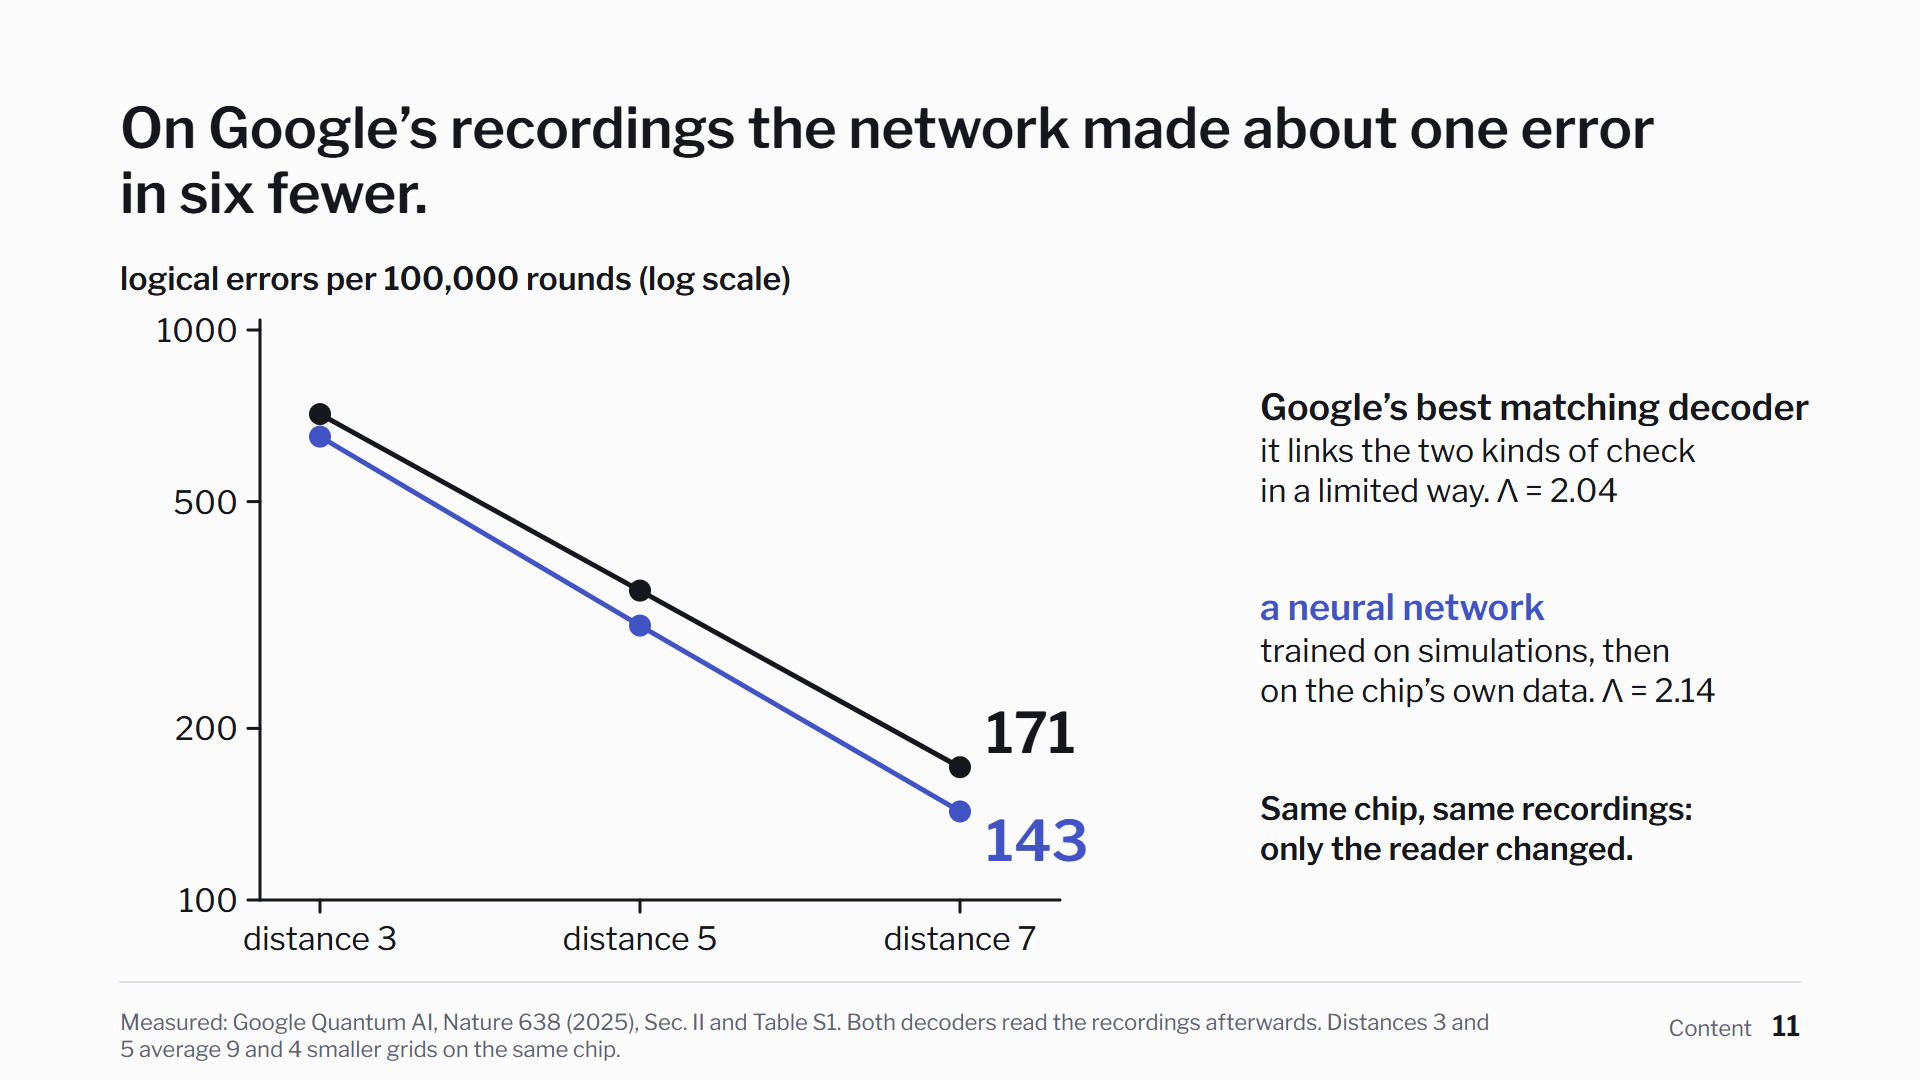 On Google’s recordings the network made about one error
in six fewer.
logical errors per 100,000 rounds (log scale)
1000
500
200
100
distance 3
distance 5
distance 7
171
143
Google’s best matching decoder
it links the two kinds of check
in a limited way. Λ = 2.04
a neural network
trained on simulations, then
on the chip’s own data. Λ = 2.14
Same chip, same recordings:
only the reader changed.
Measured: Google Quantum AI, Nature 638 (2025), Sec. II and Table S1. Both decoders read the recordings afterwards. Distances 3 and
5 average 9 and 4 smaller grids on the same chip.
Content 11